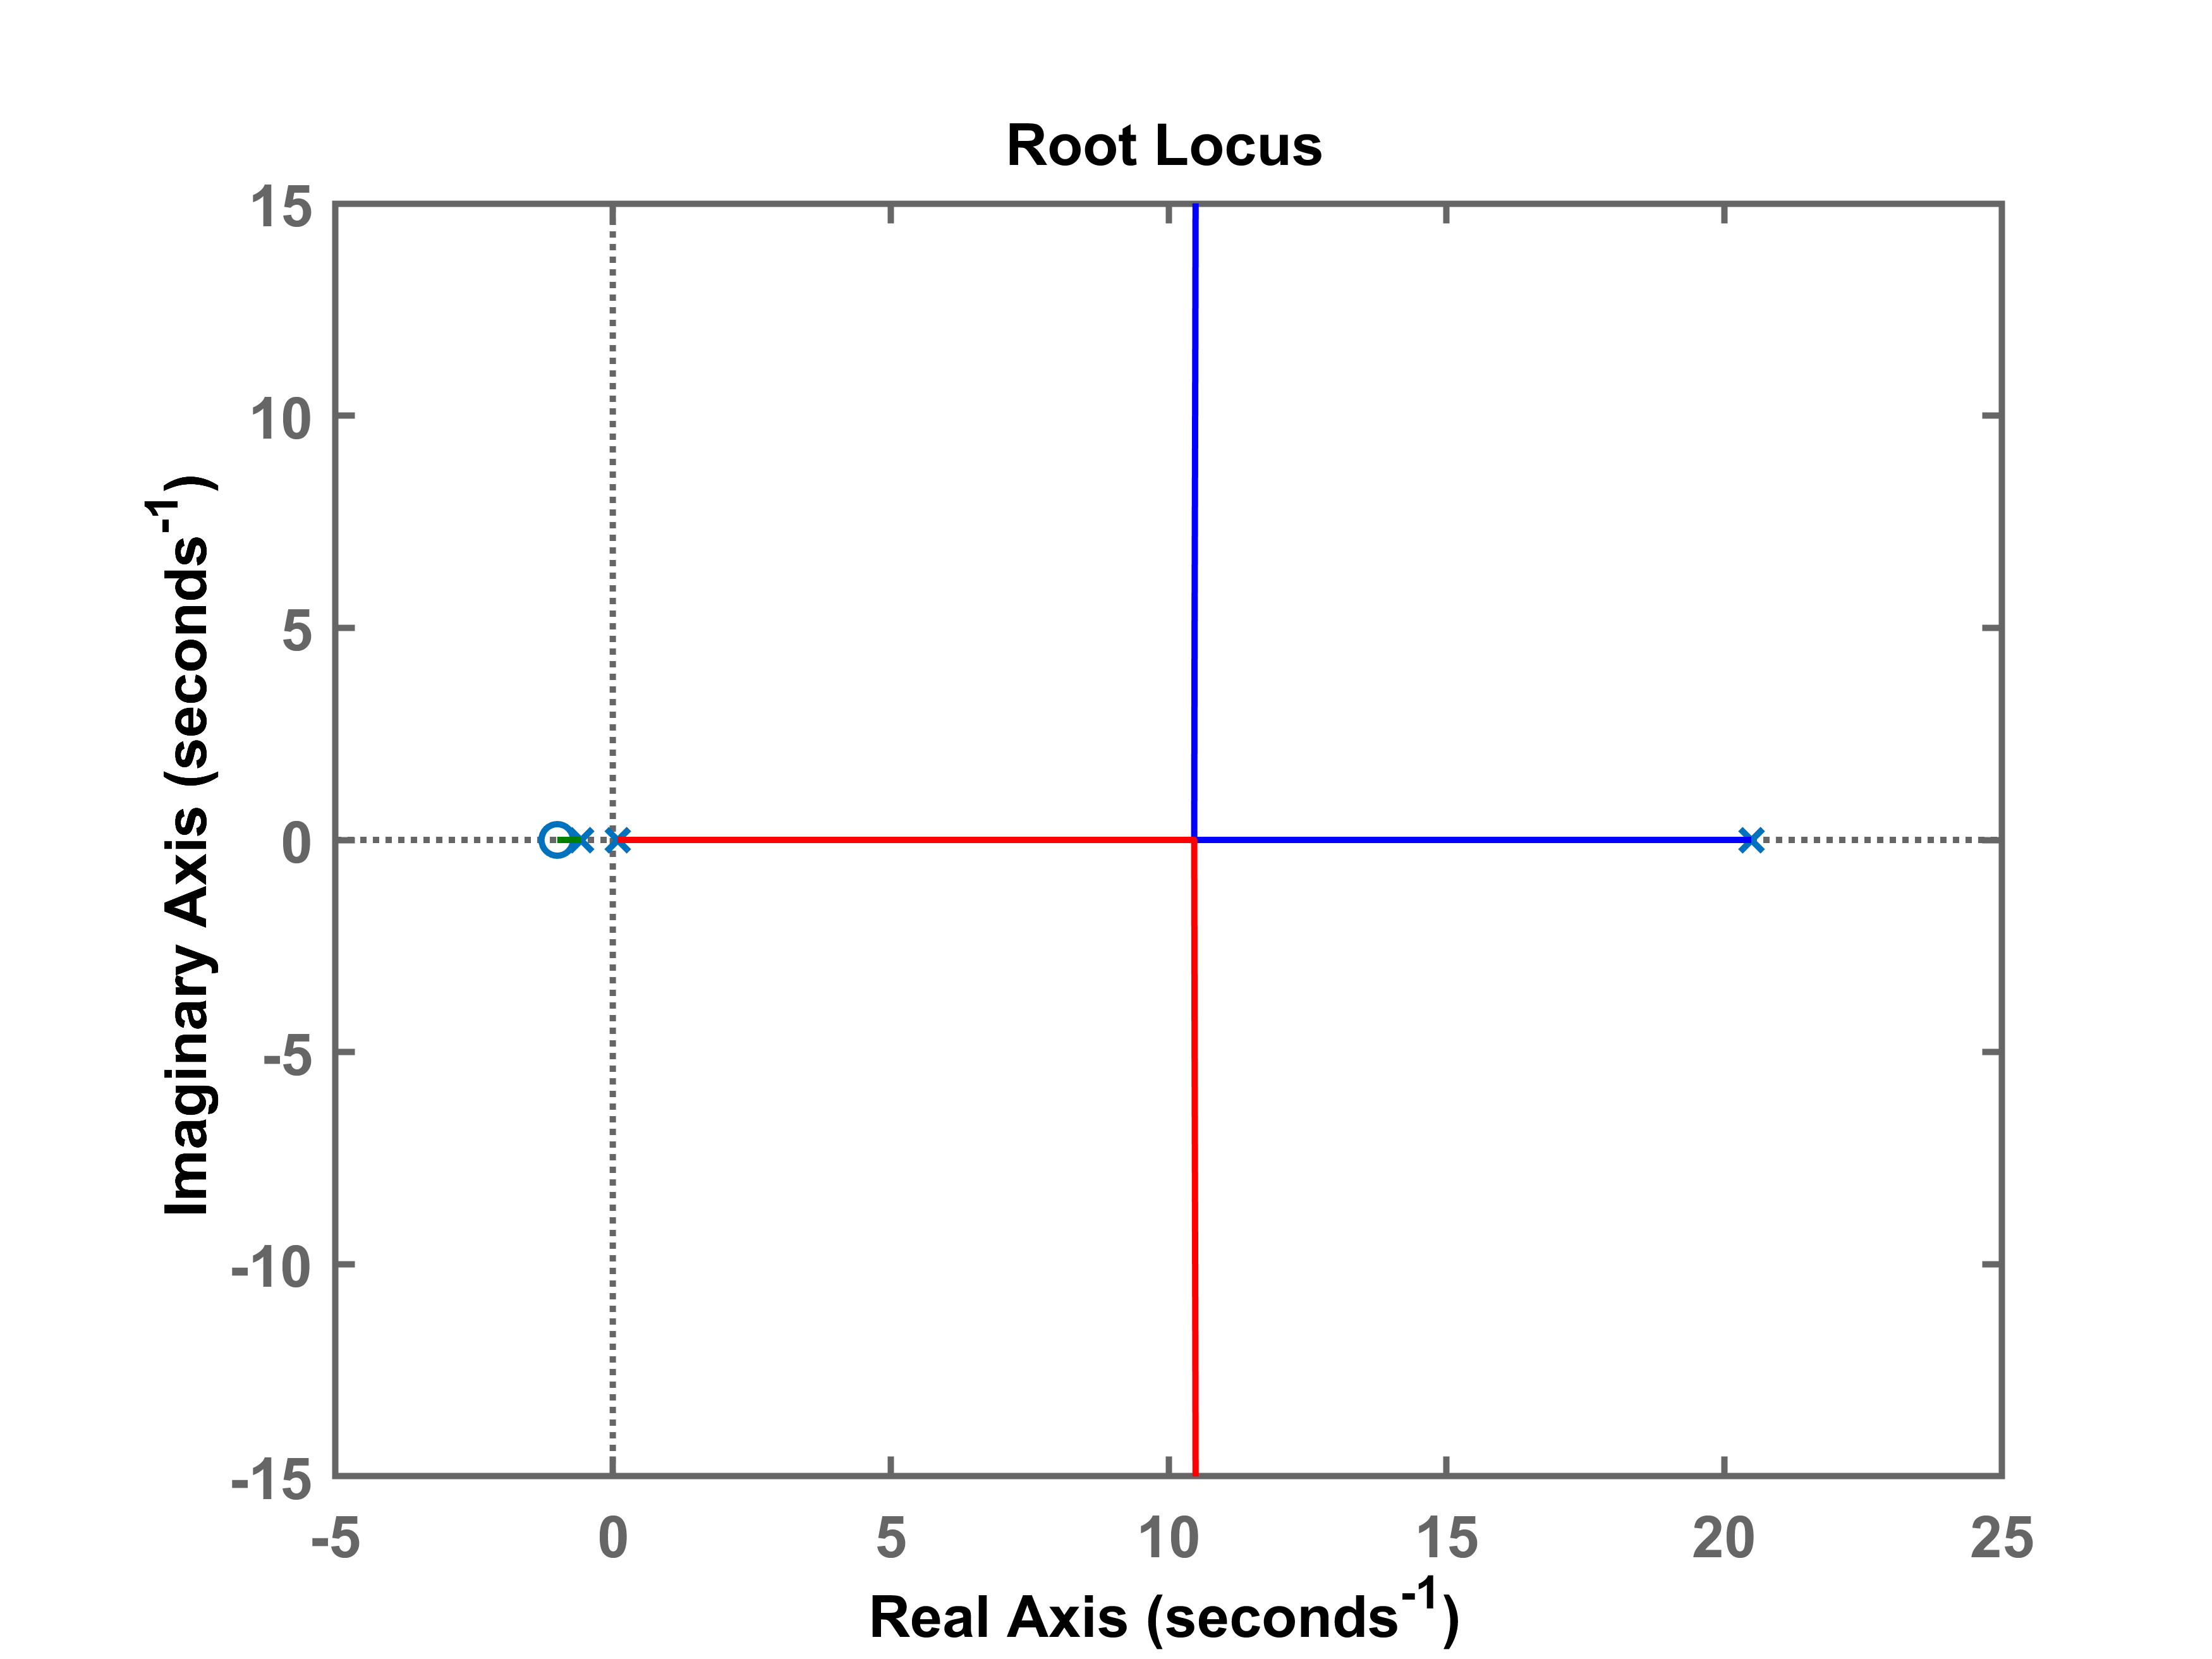 Root Locus
15
10
5
0
-5
-10
-15
Imaginary Axis (seconds⁻¹)
-5 0 5 10 15 20 25
Real Axis (seconds⁻¹)